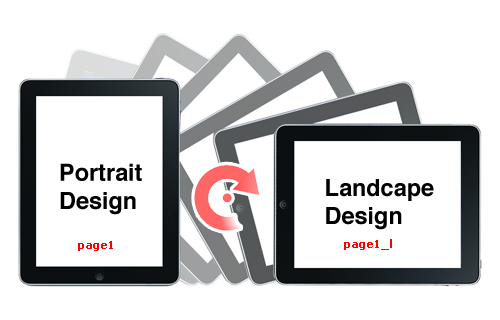 Portrait
Design
page1
Landcape
Design
page1_l